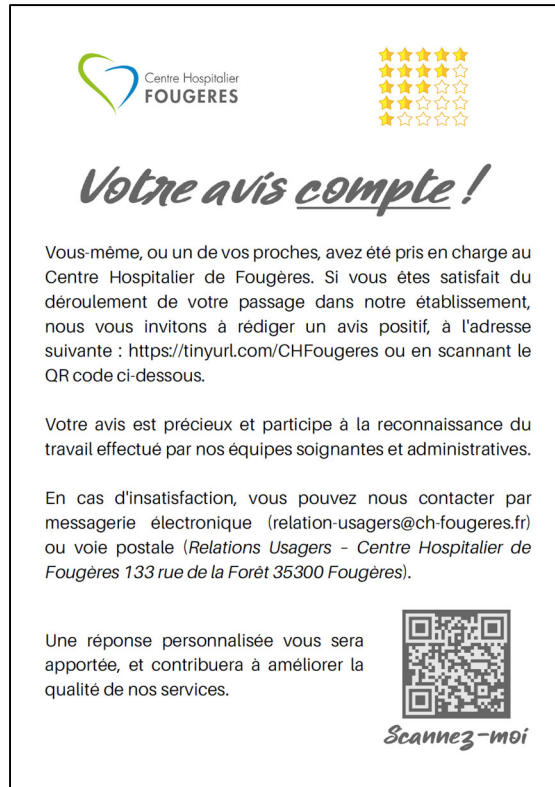 Centre Hospitalier
FOUGERES
Votre avis compte !
Vous-même, ou un de vos proches, avez été pris en charge au
Centre Hospitalier de Fougères. Si vous êtes satisfait du
déroulement de votre passage dans notre établissement,
nous vous invitons à rédiger un avis positif, à l'adresse
suivante : https://tinyurl.com/CHFougeres ou en scannant le
QR code ci-dessous.
Votre avis est précieux et participe à la reconnaissance du
travail effectué par nos équipes soignantes et administratives.
En cas d'insatisfaction, vous pouvez nous contacter par
messagerie électronique (relation-usagers@ch-fougeres.fr)
ou voie postale (Relations Usagers – Centre Hospitalier de
Fougères 133 rue de la Forêt 35300 Fougères).
Une réponse personnalisée vous sera
apportée, et contribuera à améliorer la
qualité de nos services.
Scannez-moi